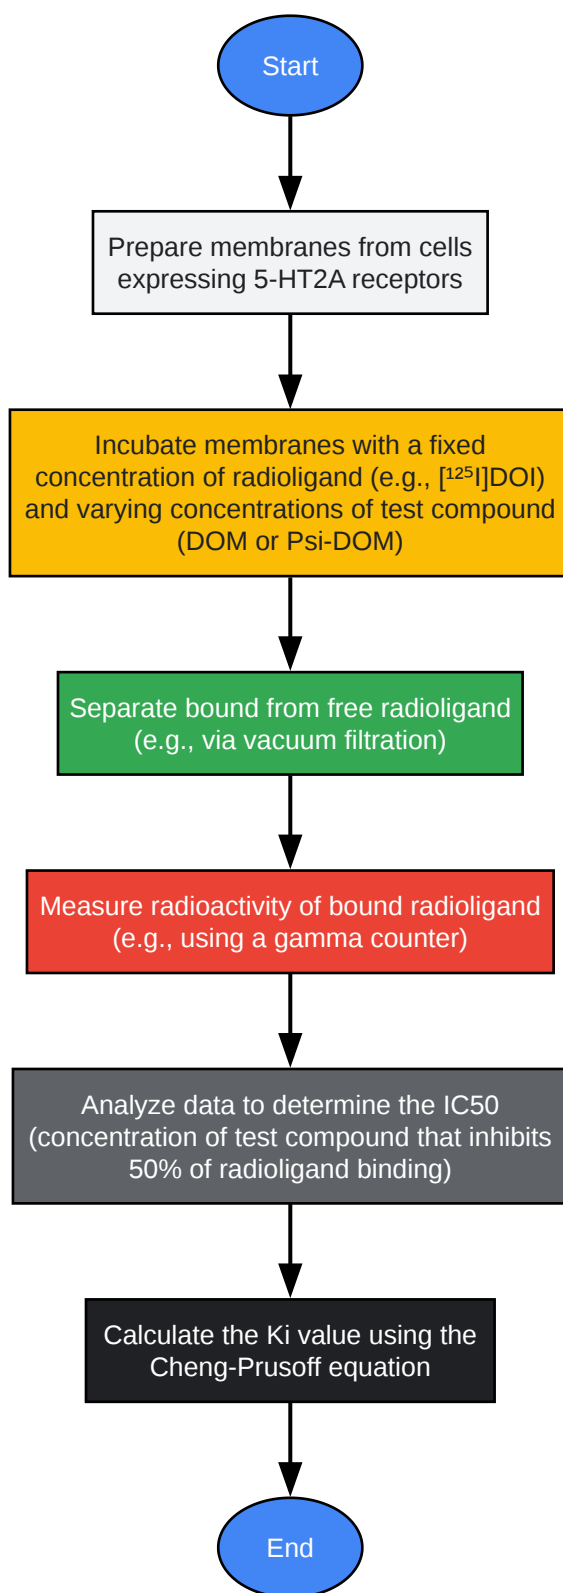 Start
Prepare membranes from cells
expressing 5-HT2A receptors
Incubate membranes with a fixed
concentration of radioligand (e.g., [¹²⁵I]DOI)
and varying concentrations of test compound
(DOM or Psi-DOM)
Separate bound from free radioligand
(e.g., via vacuum filtration)
Measure radioactivity of bound radioligand
(e.g., using a gamma counter)
Analyze data to determine the IC50
(concentration of test compound that inhibits
50% of radioligand binding)
Calculate the Ki value using the
Cheng-Prusoff equation
End